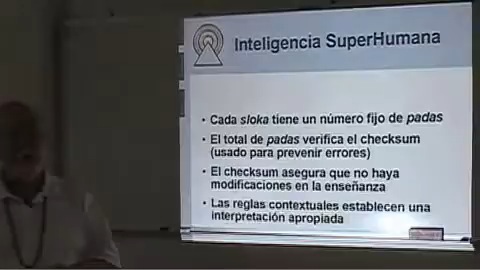 Inteligencia SuperHumana
• Cada sloka tiene un número fijo de padas
• El total de padas verifica el checksum
(usado para prevenir errores)
• El checksum asegura que no haya
modificaciones en la enseñanza
• Las reglas contextuales establecen una
interpretación apropiada